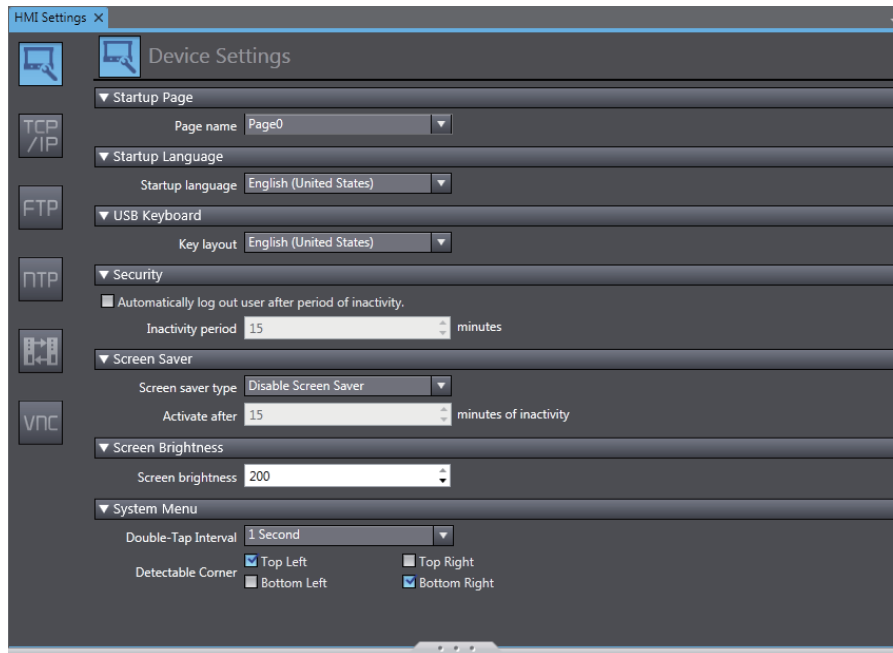 HMI Settings
Device Settings
Startup Page
Page name Page0
TCP
/IP
Startup Language
Startup language English (United States)
FTP
USB Keyboard
Key layout English (United States)
NTP
Security
Automatically log out user after period of inactivity.
Inactivity period 15 minutes
Screen Saver
Screen saver type Disable Screen Saver
Activate after 15 minutes of inactivity
VNC
Screen Brightness
Screen brightness 200
System Menu
Double-Tap Interval 1 Second
Detectable Corner Top Left Top Right
Bottom Left Bottom Right